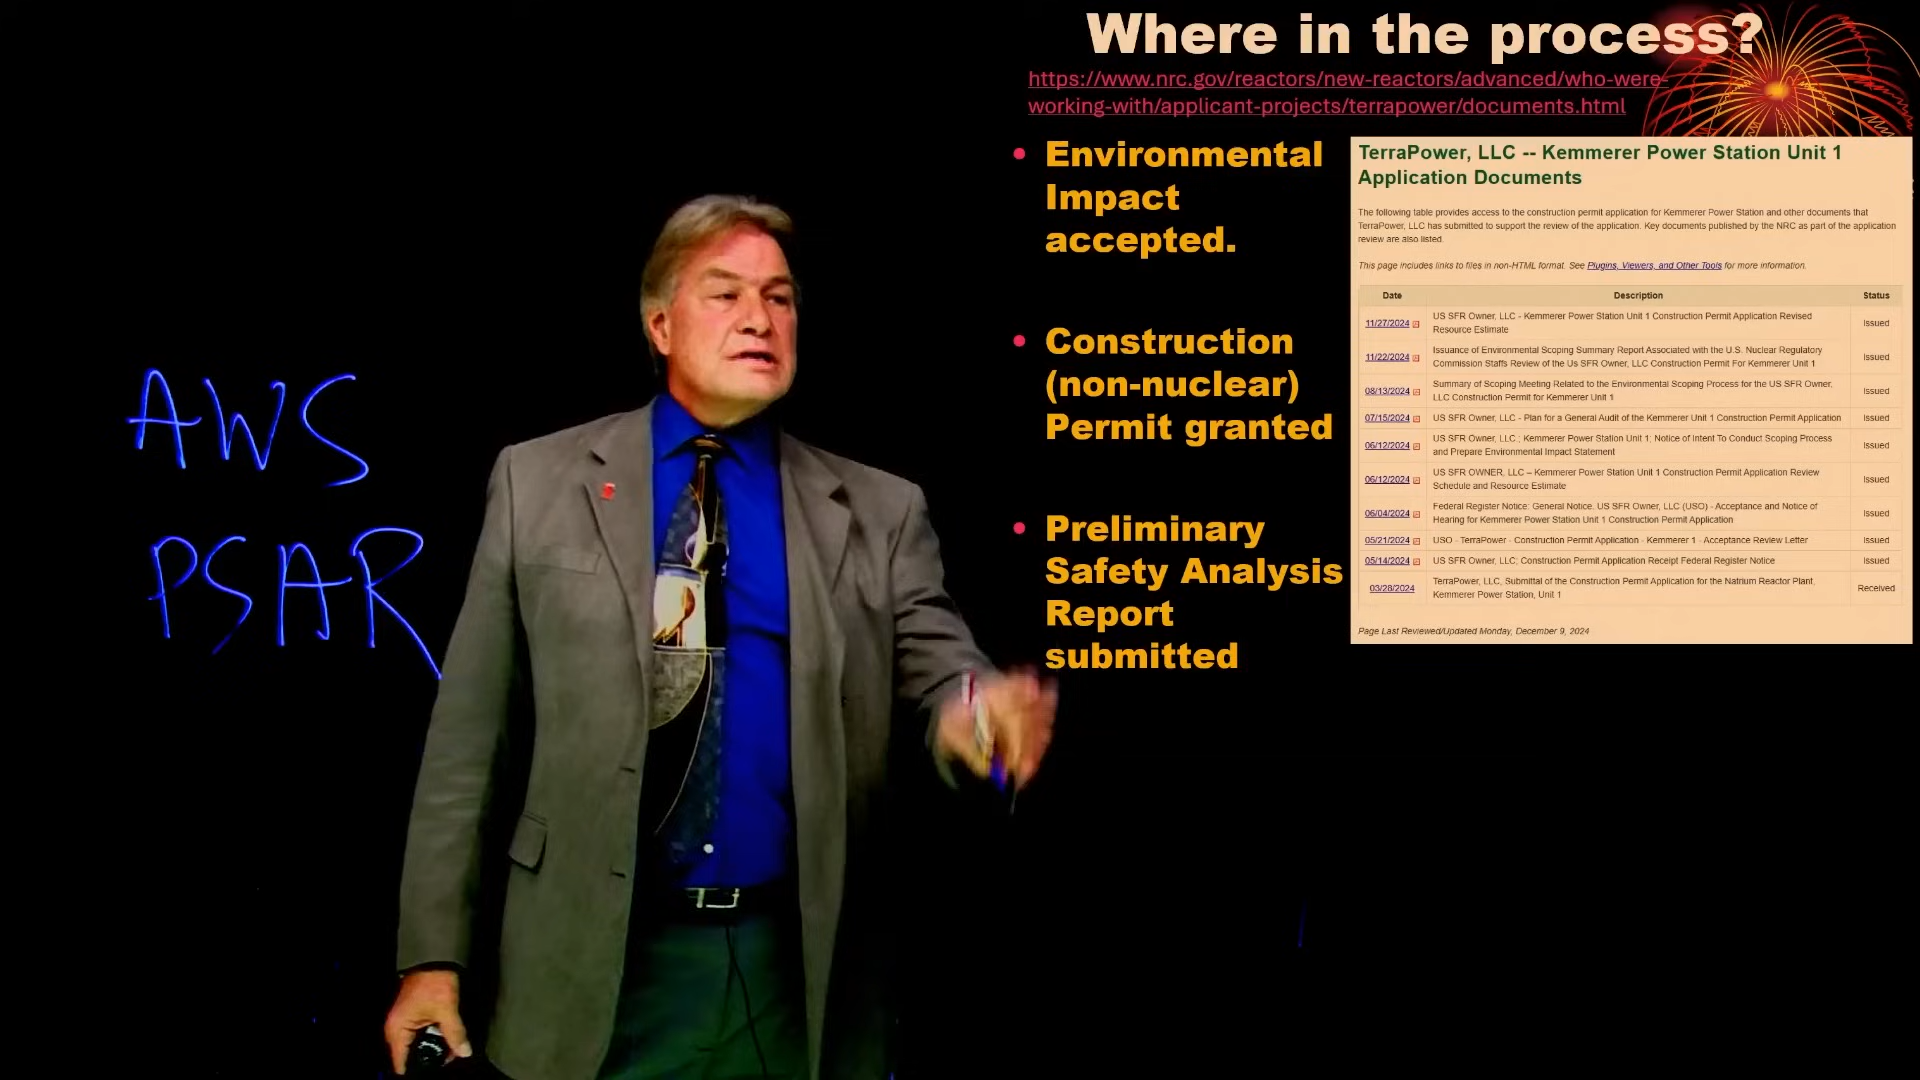 Where in the process?
https://www.nrc.gov/reactors/new-reactors/advanced/who-were-
working-with/applicant-projects/terrapower/documents.html
• Environmental
Impact
accepted.
• Construction
(non-nuclear)
Permit granted
• Preliminary
Safety Analysis
Report
submitted
AWS
PSAR
TerraPower, LLC -- Kemmerer Power Station Unit 1
Application Documents
The following table provides access to the construction permit application for Kemmerer Power Station and other documents that
TerraPower, LLC has submitted to support the review of the application. Key documents published by the NRC as part of the application
review are also listed.
This page includes links to files in non-HTML format. See Plugins, Viewers, and Other Tools for more information.
Date Description Status
11/27/2024 US SFR Owner, LLC - Kemmerer Power Station Unit 1 Construction Permit Application Revised
Resource Estimate Issued
11/22/2024 Issuance of Environmental Scoping Summary Report Associated with the U.S. Nuclear Regulatory
Commission Staffs Review of the Us SFR Owner, LLC Construction Permit For Kemmerer Unit 1 Issued
08/13/2024 Summary of Scoping Meeting Related to the Environmental Scoping Process for the US SFR Owner,
LLC Construction Permit for Kemmerer Unit 1 Issued
07/15/2024 US SFR Owner, LLC - Plan for a General Audit of the Kemmerer Unit 1 Construction Permit Application Issued
06/12/2024 US SFR Owner, LLC ; Kemmerer Power Station Unit 1; Notice of Intent To Conduct Scoping Process
and Prepare Environmental Impact Statement Issued
06/12/2024 US SFR OWNER, LLC – Kemmerer Power Station Unit 1 Construction Permit Application Review
Schedule and Resource Estimate Issued
06/04/2024 Federal Register Notice: General Notice. US SFR Owner, LLC (USO) - Acceptance and Notice of
Hearing for Kemmerer Power Station Unit 1 Construction Permit Application Issued
05/21/2024 USO - TerraPower - Construction Permit Application - Kemmerer 1 - Acceptance Review Letter Issued
05/14/2024 US SFR Owner, LLC; Construction Permit Application Receipt Federal Register Notice Issued
03/28/2024 TerraPower, LLC, Submittal of the Construction Permit Application for the Natrium Reactor Plant,
Kemmerer Power Station, Unit 1 Received
Page Last Reviewed/Updated Monday, December 9, 2024